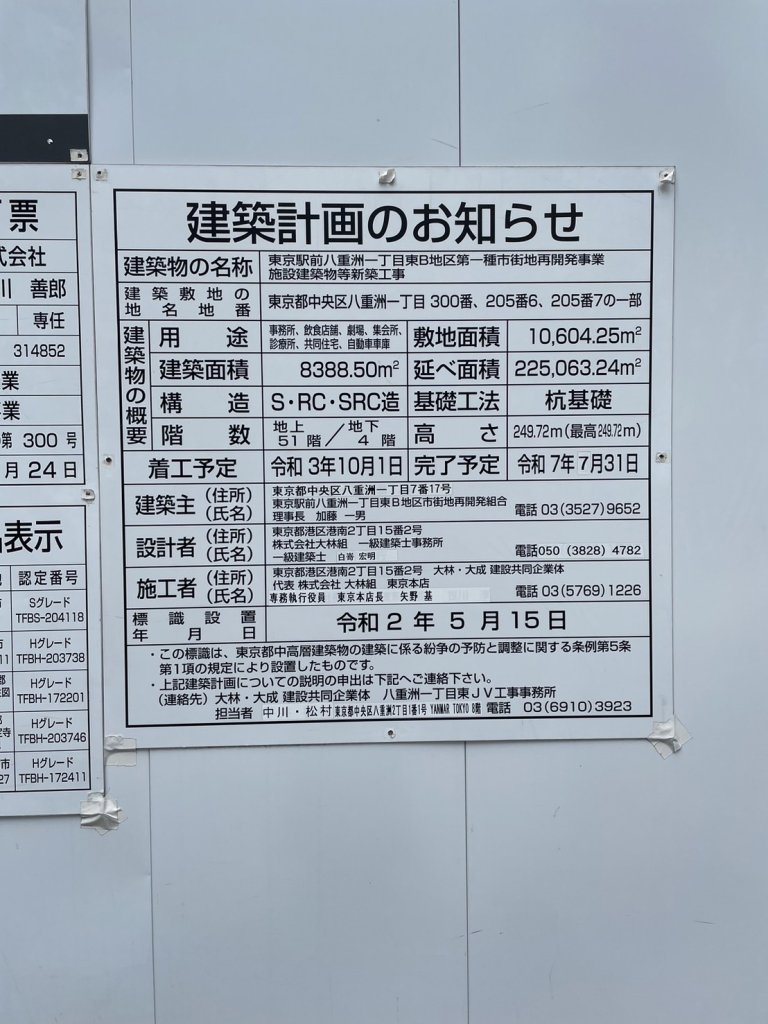 票
式会社
川 善郎
専任
314852
業
業
第 300 号
月 24 日
表示
認定番号
Sグレード
TFBS-204118
Hグレード
TFBH-203738
Hグレード
TFBH-172201
Hグレード
TFBH-203746
Hグレード
TFBH-172411
建築計画のお知らせ
建築物の名称 東京駅前八重洲一丁目東B地区第一種市街地再開発事業
施設建築物等新築工事
建築敷地の
地名地番 東京都中央区八重洲一丁目 300番、205番6、205番7の一部
建築物の概要
用途 事務所、飲食店舗、劇場、集会所、
診療所、共同住宅、自動車車庫
敷地面積 10,604.25m²
建築面積 8388.50m² 延べ面積 225,063.24m²
構造 S・RC・SRC造 基礎工法 杭基礎
階数 地上51階/地下4階 高さ 249.72m(最高249.72m)
着工予定 令和3年10月1日 完了予定 令和7年7月31日
建築主(住所)(氏名) 東京都中央区八重洲一丁目7番17号
東京駅前八重洲一丁目東B地区市街地再開発組合
理事長 加藤 一男 電話 03(3527)9652
設計者(住所)(氏名) 東京都港区港南2丁目15番2号
株式会社大林組 一級建築士事務所
一級建築士 白嵜 宏明 電話050(3828)4782
施工者(住所)(氏名) 東京都港区港南2丁目15番2号 大林・大成 建設共同企業体
代表 株式会社 大林組 東京本店
専務執行役員 東京本店長 矢野 基 電話 03(5769)1226
標識設置
年月日 令和2年5月15日
・この標識は、東京都中高層建築物の建築に係る紛争の予防と調整に関する条例第5条
第1項の規定により設置したものです。
・上記建築計画についての説明の申出は下記へご連絡下さい。
(連絡先)大林・大成 建設共同企業体 八重洲一丁目東JV工事事務所
担当者 中川・松村 東京都中央区八重洲2丁目1番1号 YANMAR TOKYO 8階 電話 03(6910)3923